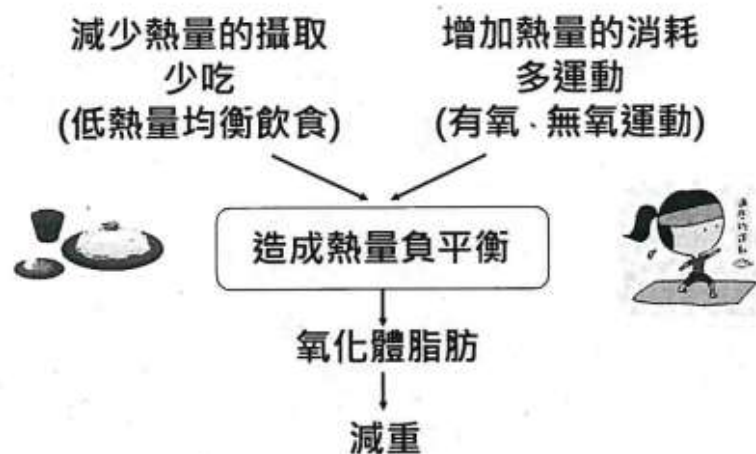 減少熱量的攝取
少吃
(低熱量均衡飲食)
增加熱量的消耗
多運動
(有氧、無氧運動)
造成熱量負平衡
氧化體脂肪
減重